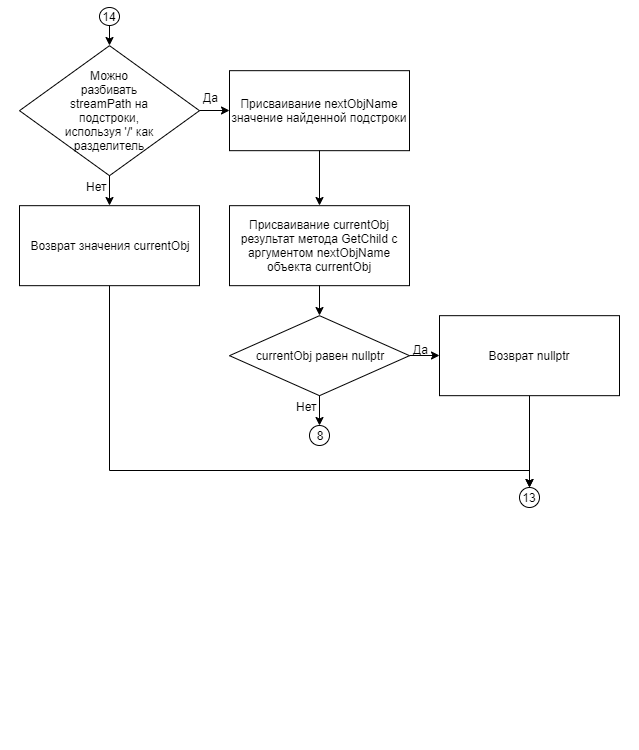 14
Можно
разбивать
streamPath на
подстроки,
используя '/' как
разделитель
Да
Присваивание nextObjName
значение найденной подстроки
Нет
Возврат значения currentObj
Присваивание currentObj
результат метода GetChild с
аргументом nextObjName
объекта currentObj
currentObj равен nullptr
Да
Возврат nullptr
Нет
8
13